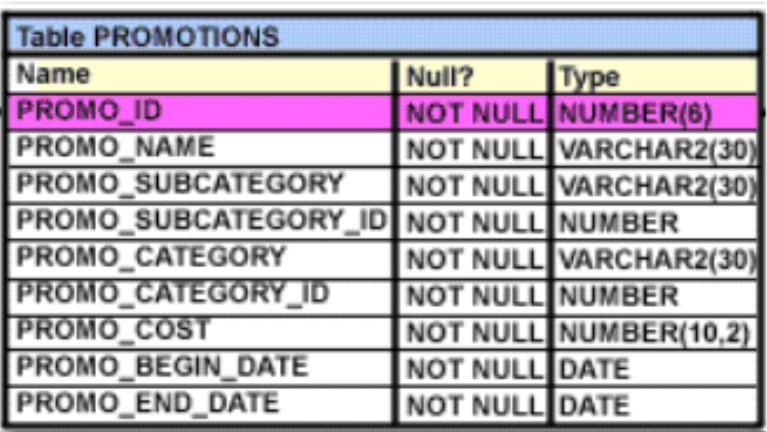 Table PROMOTIONS
Name Null? Type
PROMO_ID NOT NULL NUMBER(6)
PROMO_NAME NOT NULL VARCHAR2(30)
PROMO_SUBCATEGORY NOT NULL VARCHAR2(30)
PROMO_SUBCATEGORY_ID NOT NULL NUMBER
PROMO_CATEGORY NOT NULL VARCHAR2(30)
PROMO_CATEGORY_ID NOT NULL NUMBER
PROMO_COST NOT NULL NUMBER(10,2)
PROMO_BEGIN_DATE NOT NULL DATE
PROMO_END_DATE NOT NULL DATE